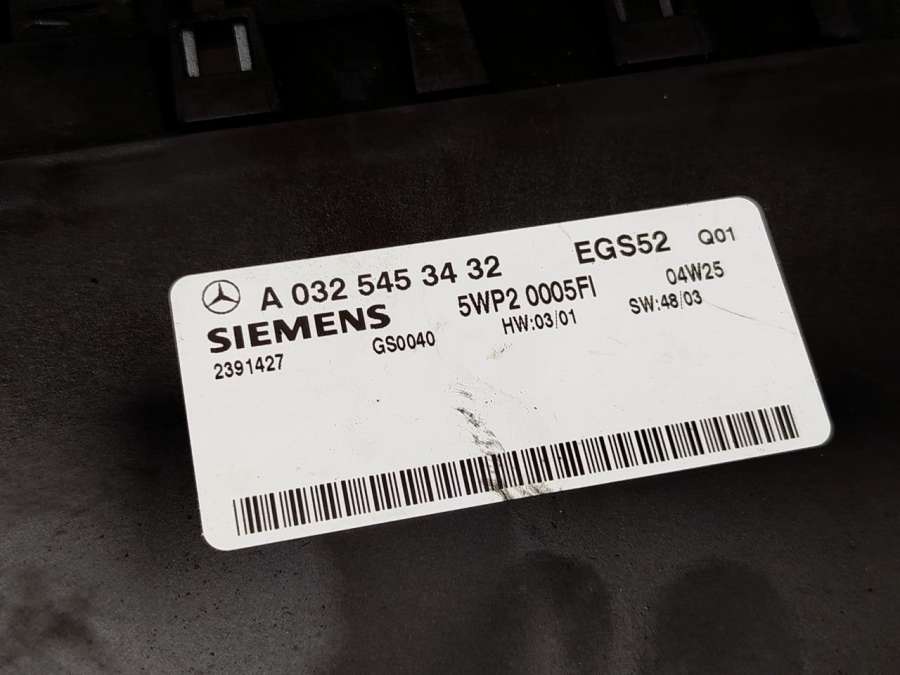 A 032 545 34 32 EGS52 Q01
SIEMENS 5WP2 0005FI 04W25
2391427 GS0040 HW:03/01 SW:48/03